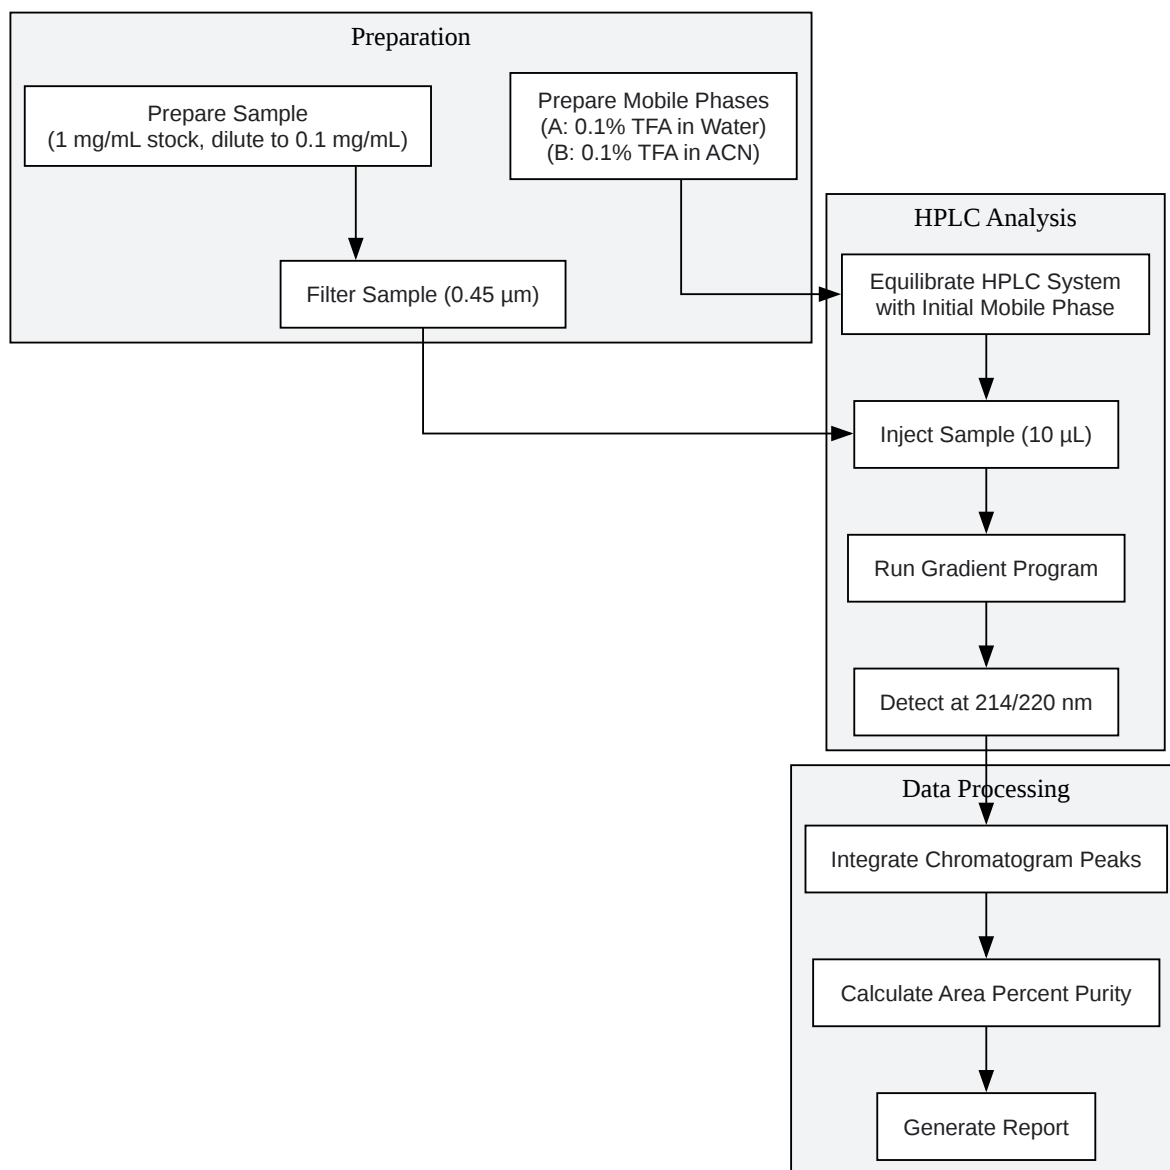 Preparation
Prepare Sample
(1 mg/mL stock, dilute to 0.1 mg/mL)
Prepare Mobile Phases
(A: 0.1% TFA in Water)
(B: 0.1% TFA in ACN)
Filter Sample (0.45 µm)
HPLC Analysis
Equilibrate HPLC System
with Initial Mobile Phase
Inject Sample (10 µL)
Run Gradient Program
Detect at 214/220 nm
Data Processing
Integrate Chromatogram Peaks
Calculate Area Percent Purity
Generate Report